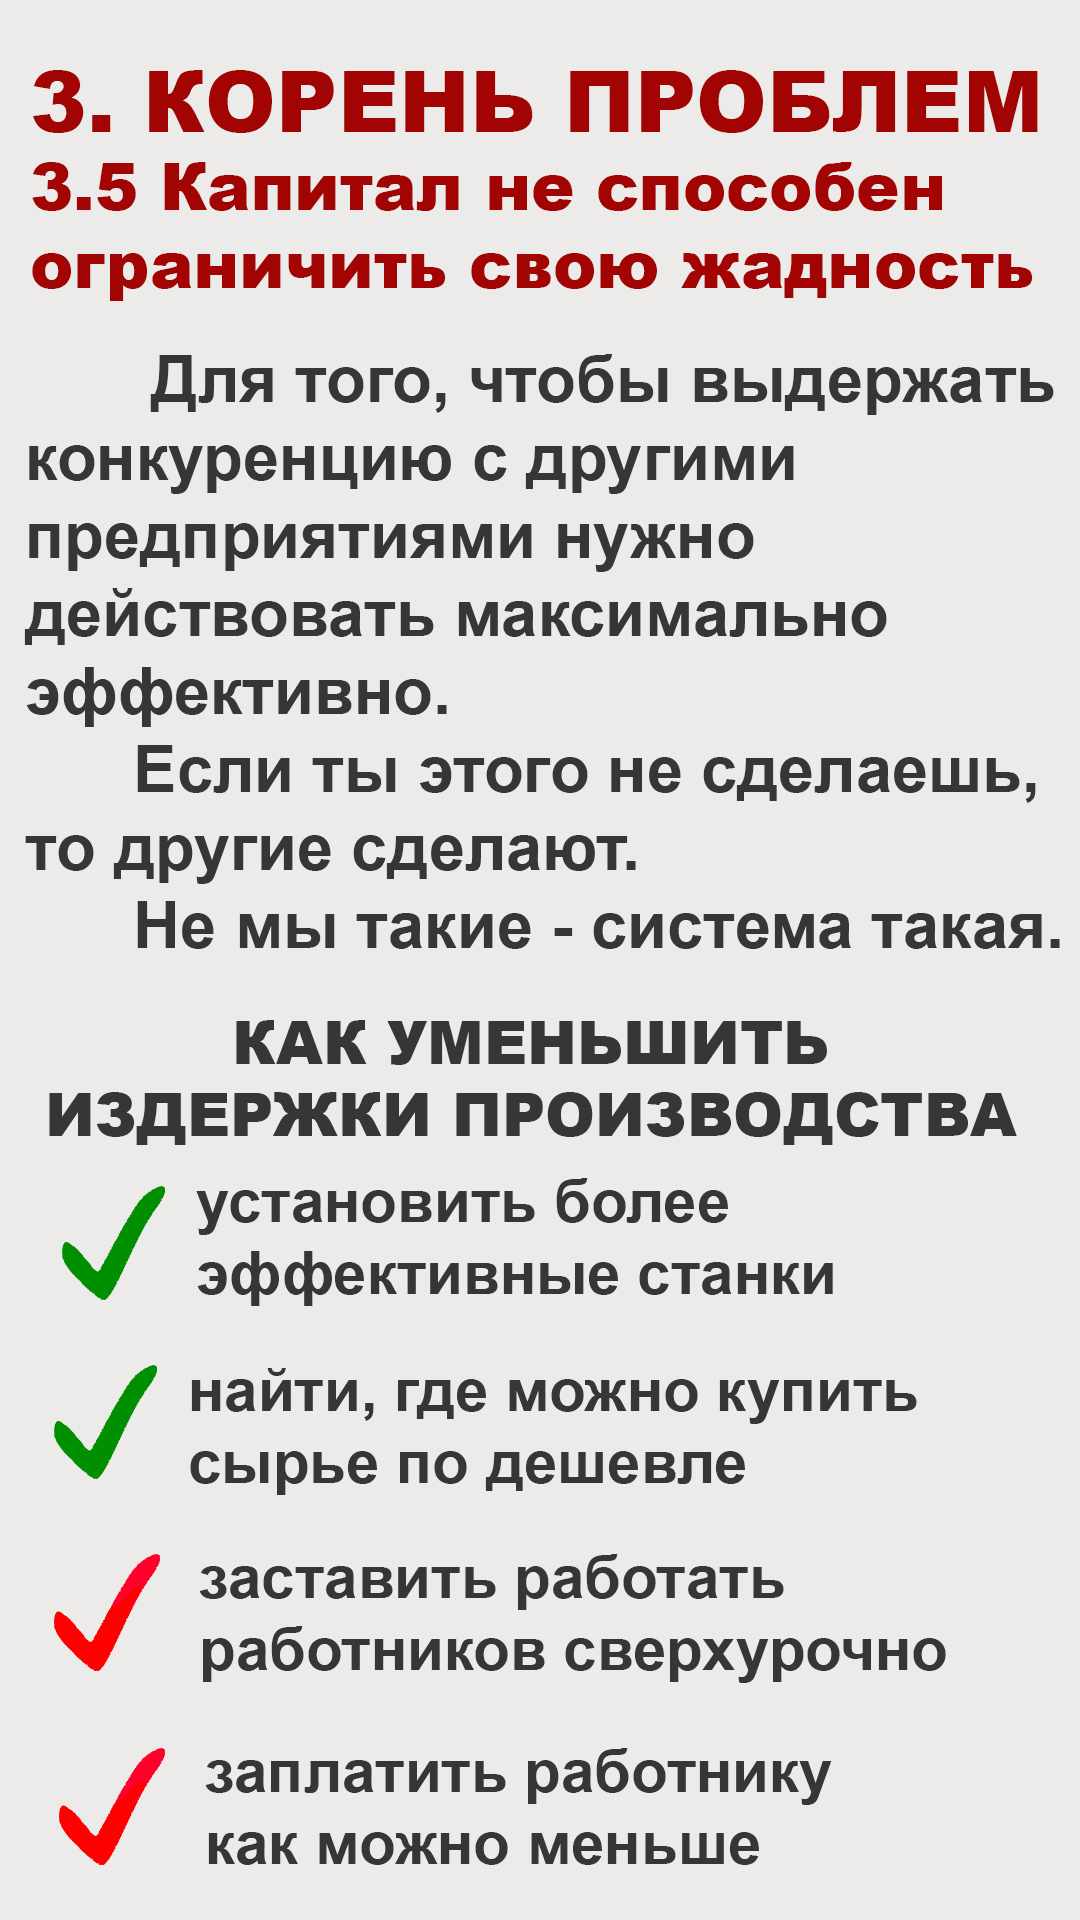 3. КОРЕНЬ ПРОБЛЕМ
3.5 Капитал не способен
ограничить свою жадность
Для того, чтобы выдержать
конкуренцию с другими
предприятиями нужно
действовать максимально
эффективно.
Если ты этого не сделаешь,
то другие сделают.
Не мы такие - система такая.
КАК УМЕНЬШИТЬ
ИЗДЕРЖКИ ПРОИЗВОДСТВА
установить более
эффективные станки
найти, где можно купить
сырье по дешевле
заставить работать
работников сверхурочно
заплатить работнику
как можно меньше